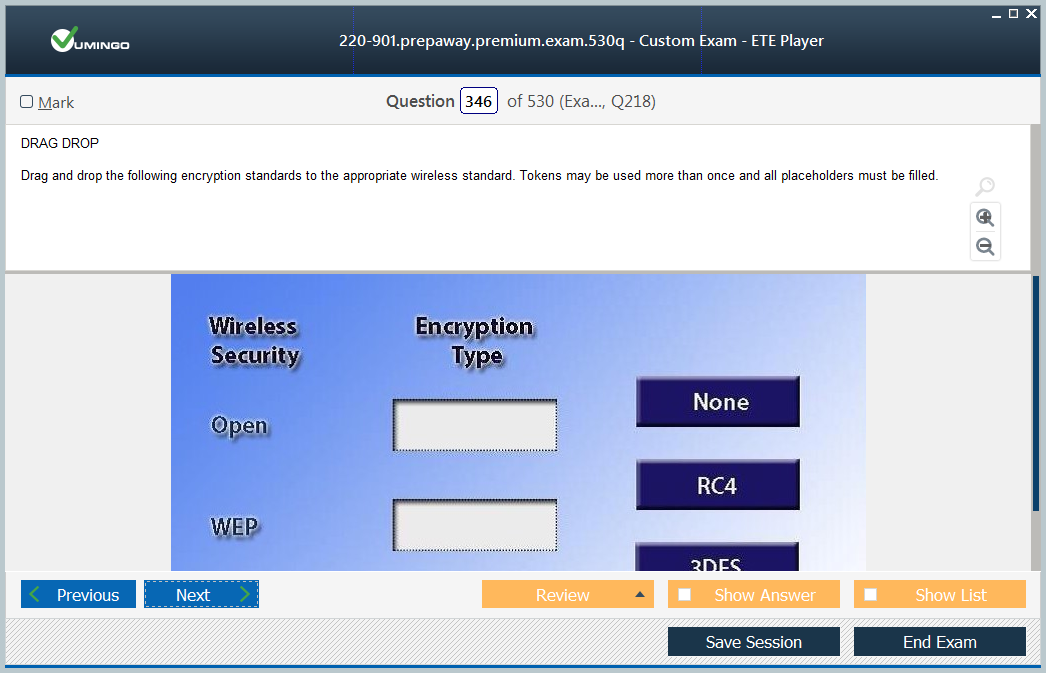 VUMINGO
220-901.prepaway.premium.exam.530q - Custom Exam - ETE Player
Mark
Question 346 of 530 (Exa..., Q218)
DRAG DROP
Drag and drop the following encryption standards to the appropriate wireless standard. Tokens may be used more than once and all placeholders must be filled.
Wireless Security
Encryption Type
None
Open
RC4
WEP
3DES
Previous
Next
Review
Show Answer
Show List
Save Session
End Exam